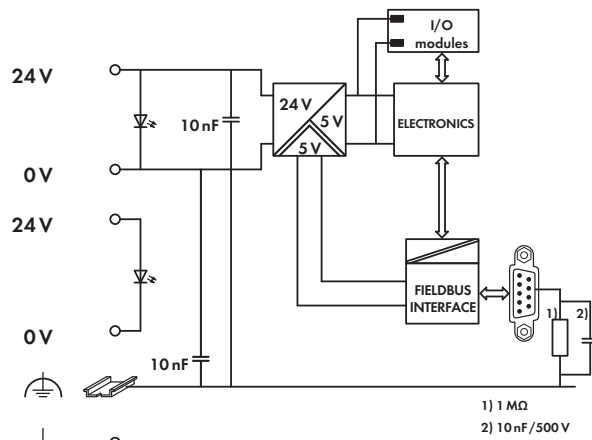 I/O
modules
24 V
24 V
10 nF
5 V
ELECTRONICS
5 V
0 V
24 V
FIELDBUS
INTERFACE
1)
2)
0 V
10 nF
1) 1 MΩ
2) 10 nF/500 V